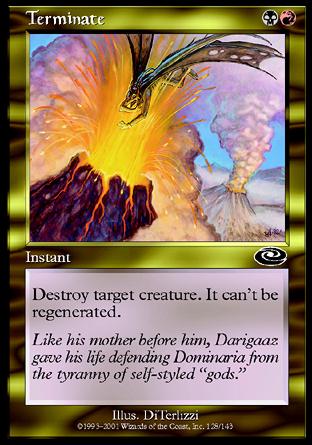 Terminate
Instant
Destroy target creature. It can't be
regenerated.
Like his mother before him, Darigaaz
gave his life defending Dominaria from
the tyranny of self-styled “gods.”
Illus. DiTerlizzi
©1993-2001 Wizards of the Coast, Inc. 128/143